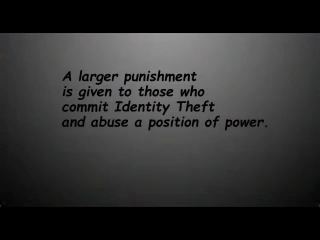 A larger punishment
is given to those who
commit Identity Theft
and abuse a position of power.